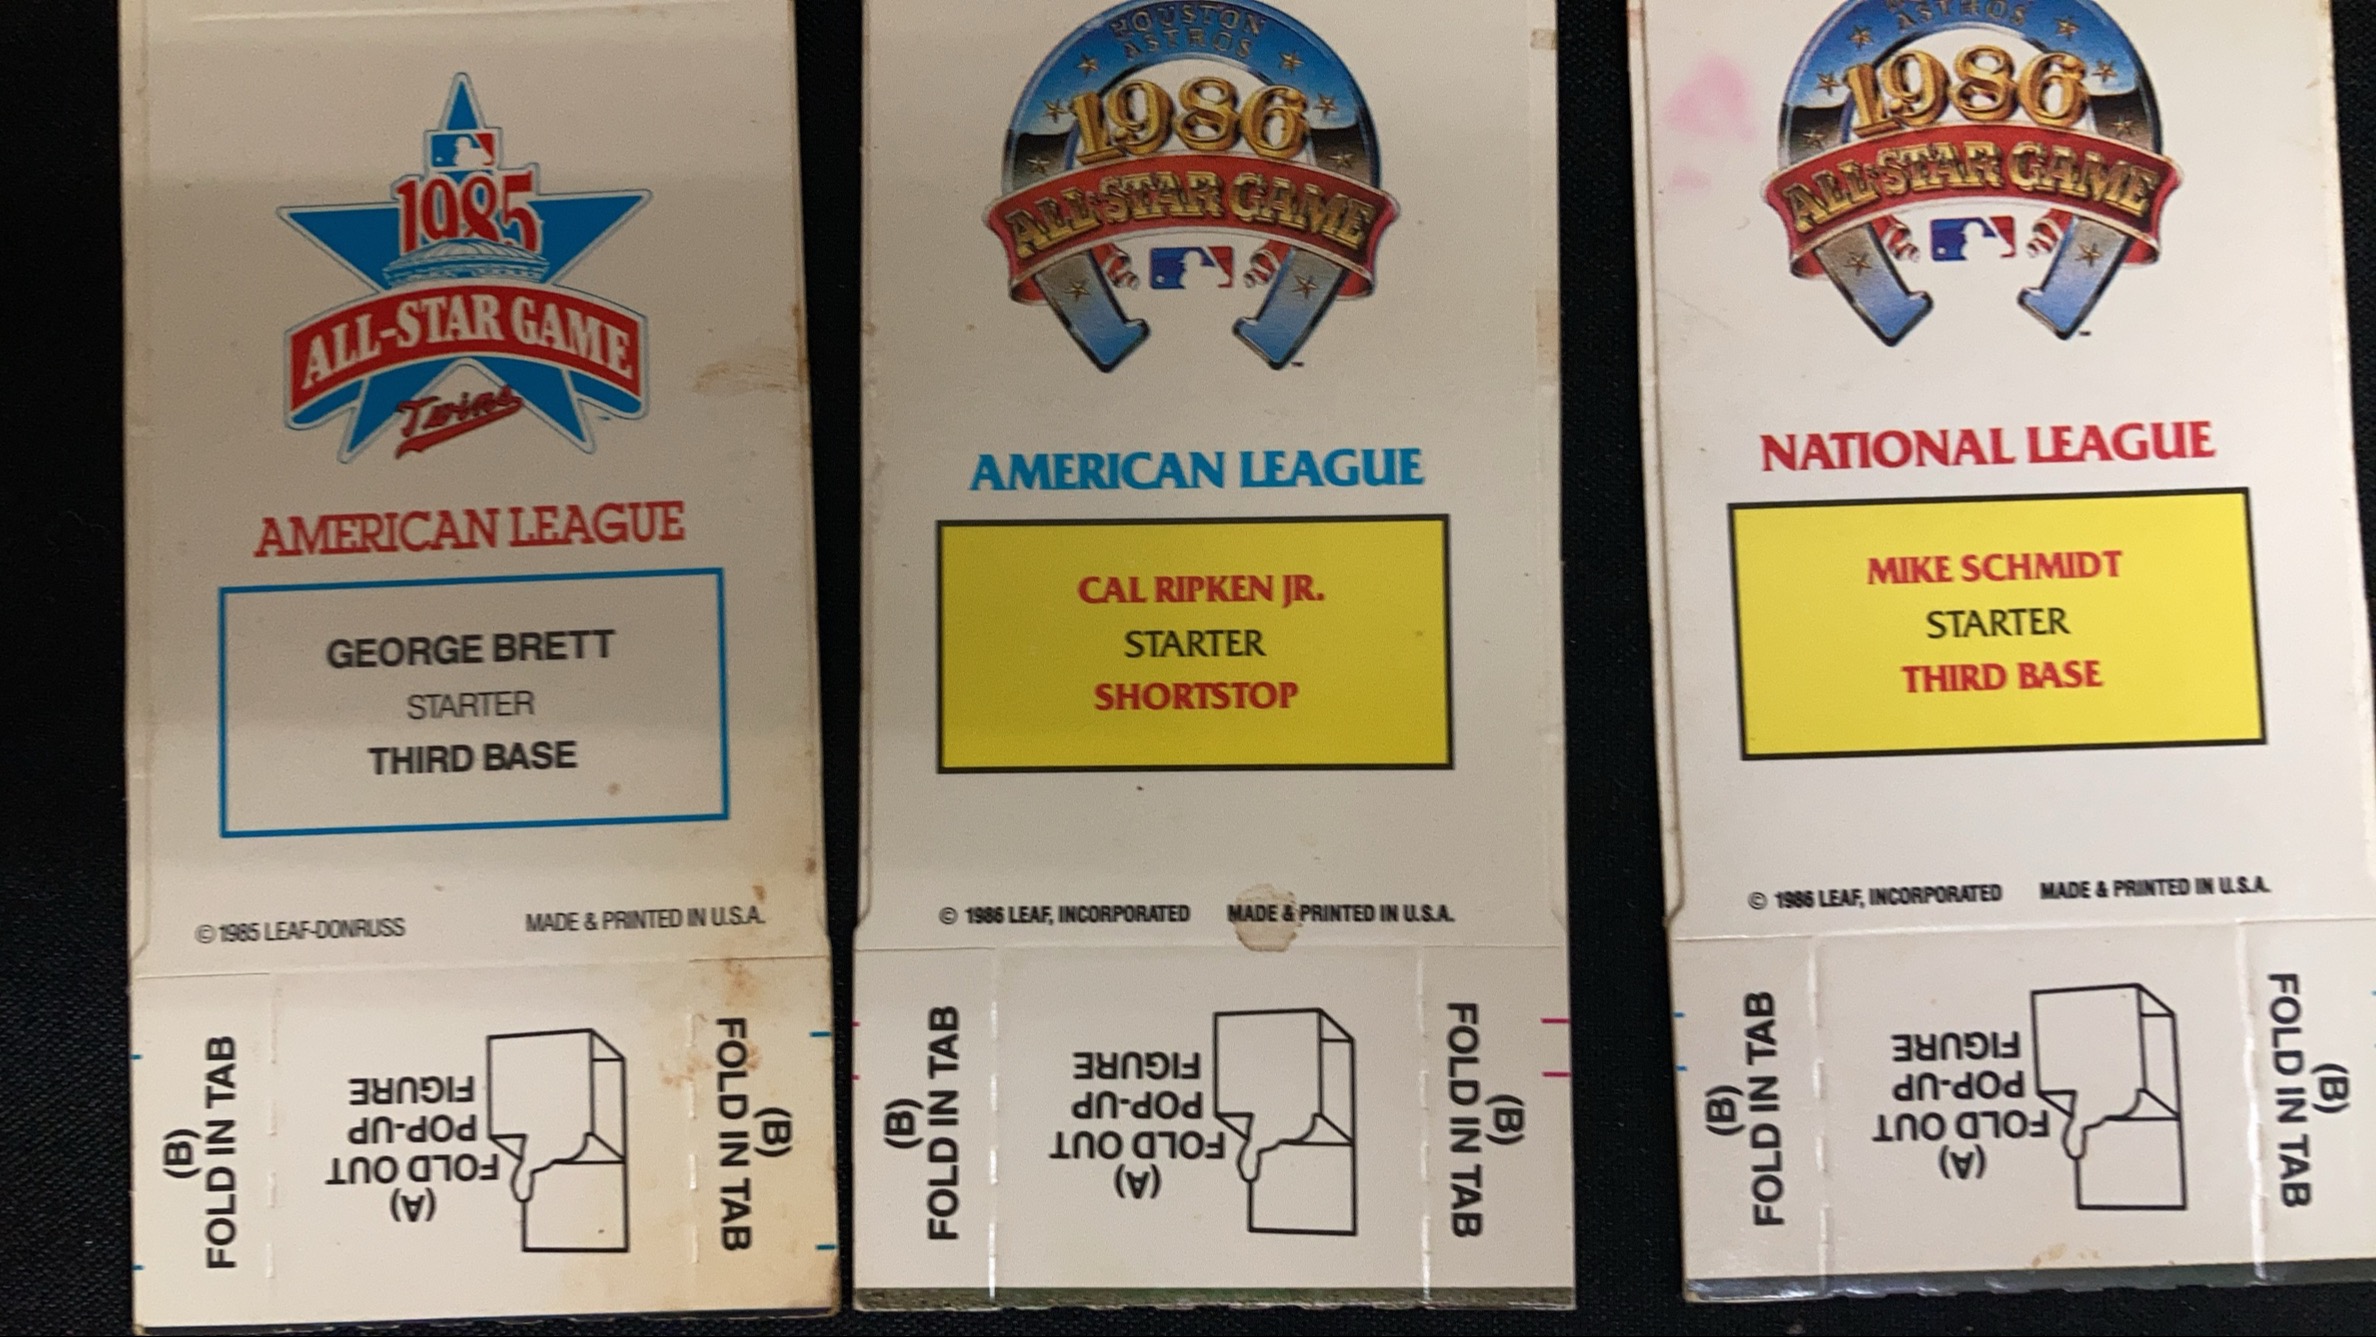 1985
ALL-STAR GAME
Twins
AMERICAN LEAGUE
GEORGE BRETT
STARTER
THIRD BASE
© 1985 LEAF-DONRUSS MADE & PRINTED IN U.S.A.
(B)
FOLD IN TAB
(A)
FOLD OUT
POP-UP
FIGURE
(B)
FOLD IN TAB
HOUSTON
ASTROS
1986
ALL-STAR GAME
™
AMERICAN LEAGUE
CAL RIPKEN JR.
STARTER
SHORTSTOP
© 1986 LEAF, INCORPORATED MADE & PRINTED IN U.S.A.
(B)
FOLD IN TAB
(A)
FOLD OUT
POP-UP
FIGURE
(B)
FOLD IN TAB
ASTROS
1986
ALL-STAR GAME
™
NATIONAL LEAGUE
MIKE SCHMIDT
STARTER
THIRD BASE
© 1986 LEAF, INCORPORATED MADE & PRINTED IN U.S.A.
(B)
FOLD IN TAB
(A)
FOLD OUT
POP-UP
FIGURE
(B)
FOLD IN TAB